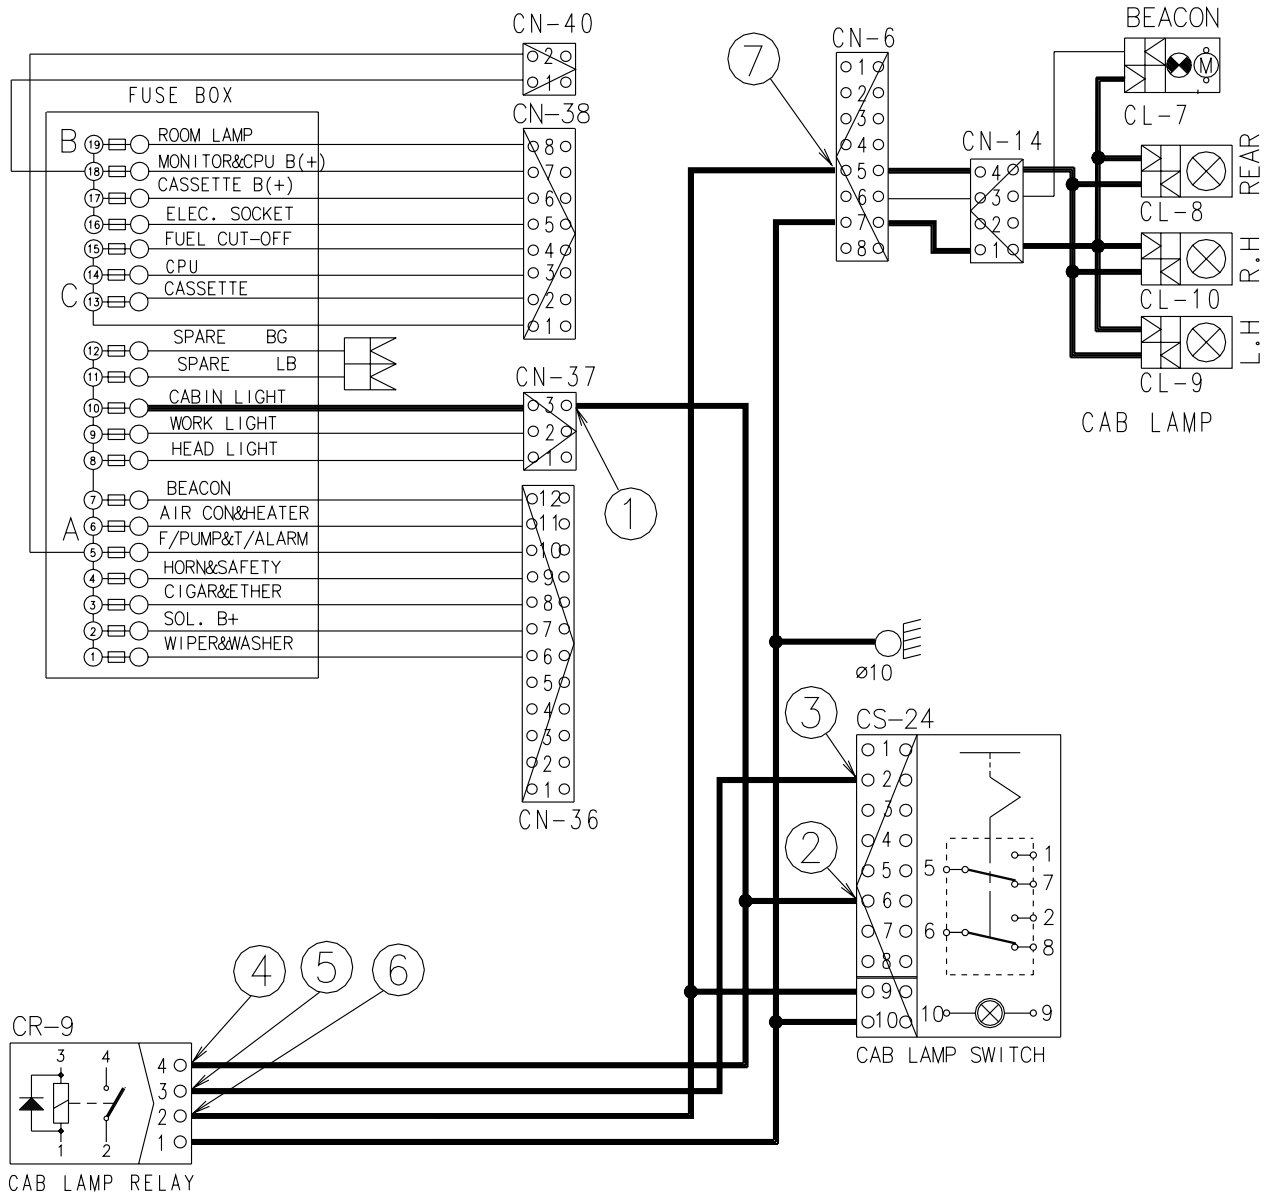 CN-40
2
1
FUSE BOX
CN-38
B
19 ROOM LAMP 8
18 MONITOR&CPU B(+) 7
17 CASSETTE B(+) 6
16 ELEC. SOCKET 5
15 FUEL CUT-OFF 4
14 CPU 3
C
13 CASSETTE 2
1
12 SPARE BG
11 SPARE LB
CN-37
10 CABIN LIGHT 3
9 WORK LIGHT 2
8 HEAD LIGHT 1
1
7 BEACON 12
A
6 AIR CON&HEATER 11
5 F/PUMP&T/ALARM 10
4 HORN&SAFETY 9
3 CIGAR&ETHER 8
2 SOL. B+ 7
1 WIPER&WASHER 6
5
4
3
2
1
CN-36
7
CN-6
1
2
3
4
5
6
7
8
CN-14
4
3
2
1
BEACON
M
CL-7
REAR
CL-8
R.H
CL-10
L.H
CL-9
CAB LAMP
ø10
3
2
CS-24
1
2
3
4
5
6
7
8
9
10
1
5 7
2
6 8
10 9
CAB LAMP SWITCH
4
5
6
CR-9
3 4
1 2
4
3
2
1
CAB LAMP RELAY